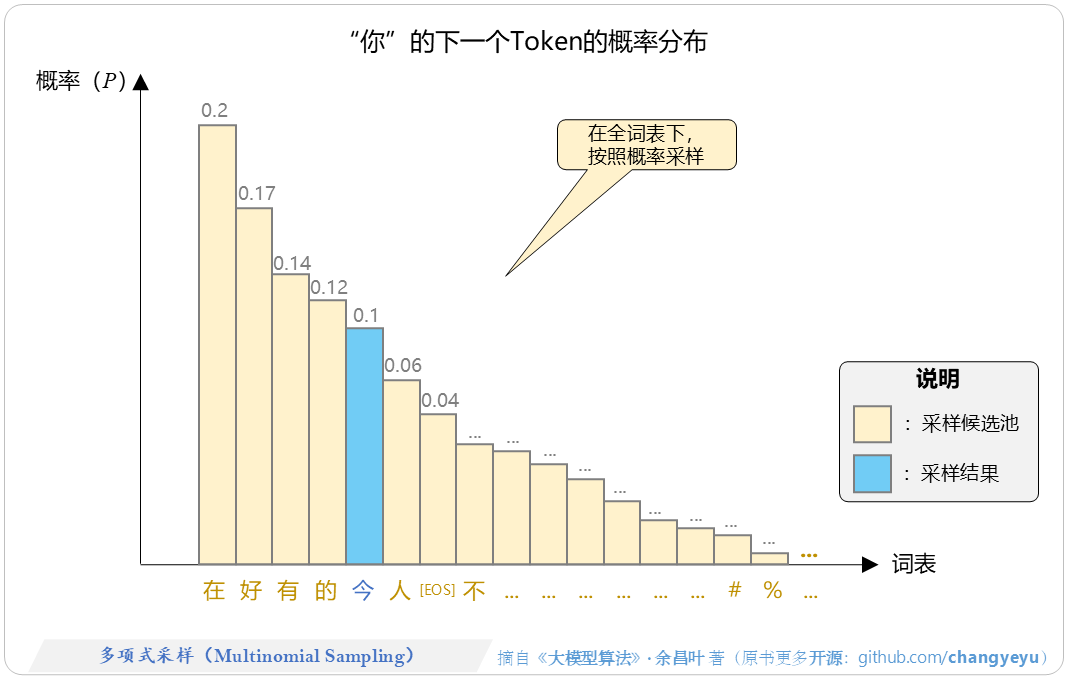 “你”的下一个Token的概率分布
概率（P）
0.2
0.17
0.14
0.12
0.1
0.06
0.04
...
...
...
...
...
...
...
...
...
在全词表下，
按照概率采样
说明
：采样候选池
：采样结果
...
词表
在 好 有 的 今 人 [EOS] 不 ... ... ... ... ... ... # % ...
多项式采样（Multinomial Sampling）
摘自《大模型算法》· 余昌叶 著（原书更多开源：github.com/changyeyu）